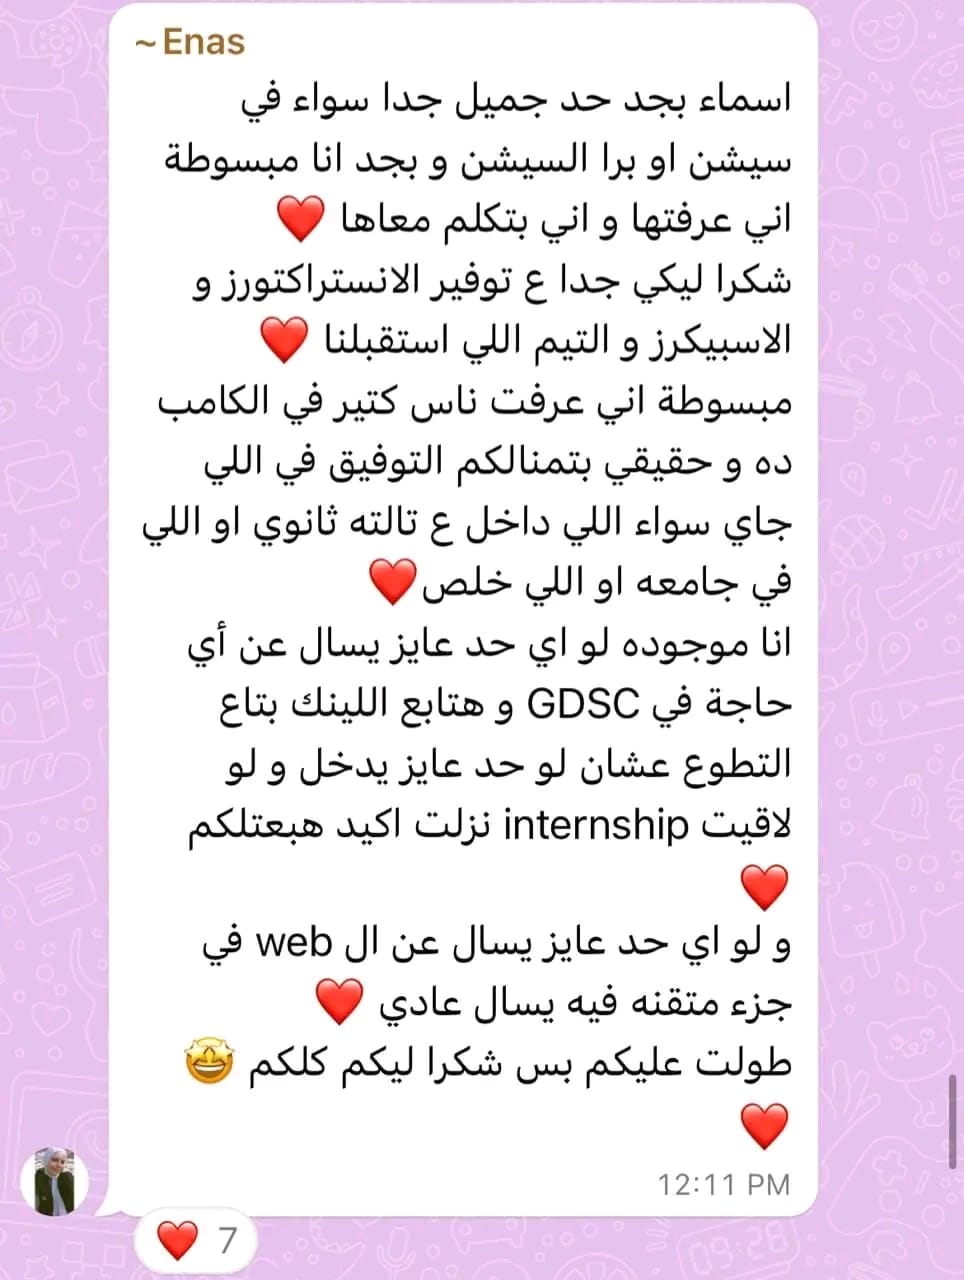 ~ Enas
اسماء بجد حد جميل جدا سواء في
سيشن او برا السيشن و بجد انا مبسوطة
اني عرفتها و اني بتكلم معاها ❤️
شكرا ليكي جدا ع توفير الانستراكتورز و
الاسبيكرز و التيم اللي استقبلنا ❤️
مبسوطة اني عرفت ناس كتير في الكامب
ده و حقيقي بتمنالكم التوفيق في اللي
جاي سواء اللي داخل ع تالته ثانوي او اللي
في جامعه او اللي خلص❤️
انا موجوده لو اي حد عايز يسال عن أي
حاجة في GDSC و هتابع اللينك بتاع
التطوع عشان لو حد عايز يدخل و لو
لاقيت internship نزلت اكيد هبعتلكم
❤️
و لو اي حد عايز يسال عن ال web في
جزء متقنه فيه يسال عادي ❤️
طولت عليكم بس شكرا ليكم كلكم 🤩
❤️
12:11 PM
❤️ 7